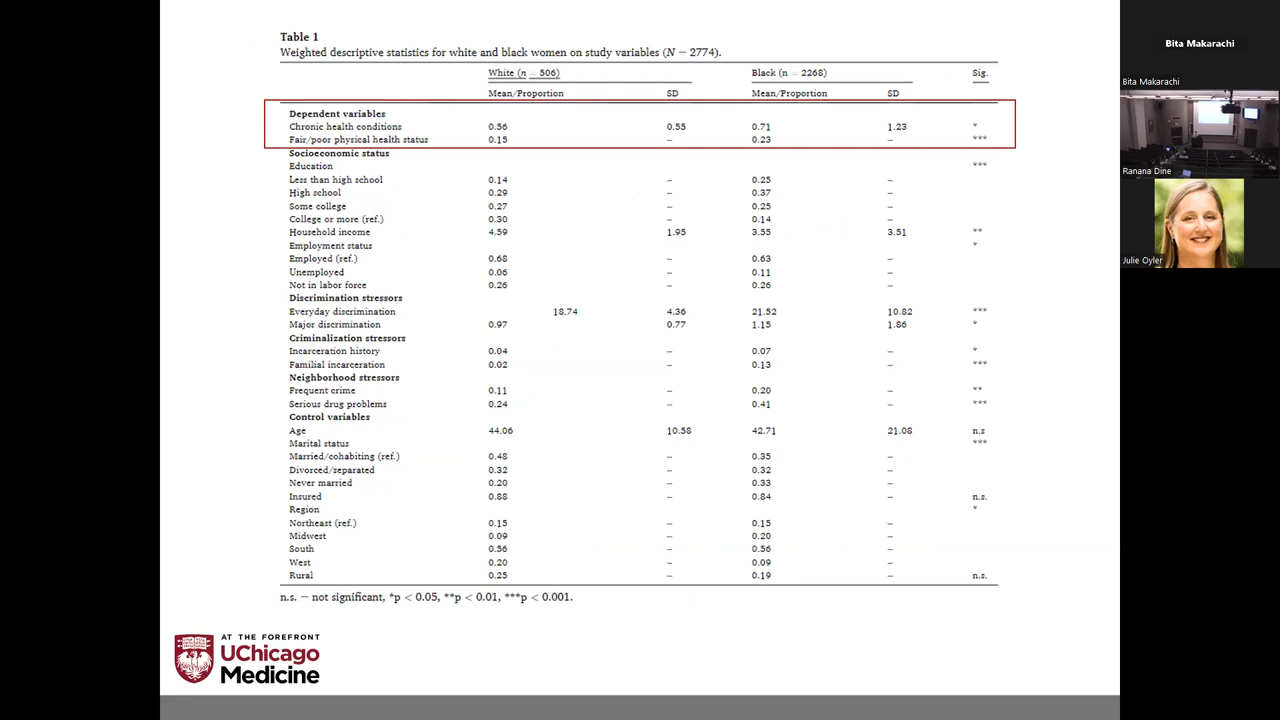 Table 1
Weighted descriptive statistics for white and black women on study variables (N − 2774).
White (n = 506) Black (n − 2268) Sig.
Mean/Proportion SD Mean/Proportion SD
Dependent variables
Chronic health conditions 0.56 0.55 0.71 1.23 *
Fair/poor physical health status 0.15 – 0.23 – ***
Socioeconomic status
Education ***
Less than high school 0.14 – 0.25 –
High school 0.29 – 0.37 –
Some college 0.27 – 0.25 –
College or more (ref.) 0.30 – 0.14 –
Household income 4.59 1.95 3.55 3.51 **
Employment status *
Employed (ref.) 0.68 – 0.63 –
Unemployed 0.06 – 0.11 –
Not in labor force 0.26 – 0.26 –
Discrimination stressors
Everyday discrimination 18.74 4.36 21.52 10.82 ***
Major discrimination 0.97 0.77 1.15 1.86 *
Criminalization stressors
Incarceration history 0.04 – 0.07 – *
Familial incarceration 0.02 – 0.13 – ***
Neighborhood stressors
Frequent crime 0.11 – 0.20 – **
Serious drug problems 0.24 – 0.41 – ***
Control variables
Age 44.06 10.58 42.71 21.08 n.s
Marital status ***
Married/cohabiting (ref.) 0.48 – 0.35 –
Divorced/separated 0.32 – 0.32 –
Never married 0.20 – 0.33 –
Insured 0.88 – 0.84 – n.s.
Region *
Northeast (ref.) 0.15 – 0.15 –
Midwest 0.09 – 0.20 –
South 0.56 – 0.56 –
West 0.20 – 0.09 –
Rural 0.25 – 0.19 – n.s.
n.s. − not significant, *p < 0.05, **p < 0.01, ***p < 0.001.
AT THE FOREFRONT
UChicago
Medicine
Bita Makarachi
Bita Makarachi
Ranana Dine
Julie Oyler